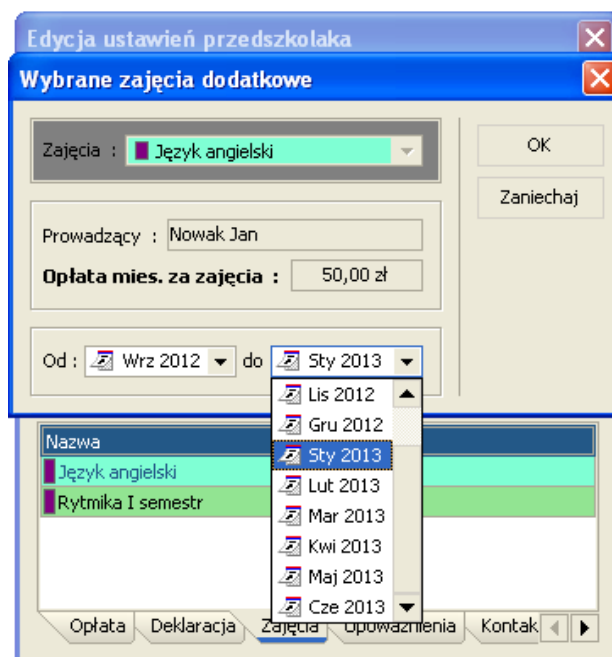 Edycja ustawień przedszkolaka
Wybrane zajęcia dodatkowe
Zajęcia : Język angielski
OK
Zaniechaj
Prowadzący : Nowak Jan
Opłata mies. za zajęcia : 50,00 zł
Od : Wrz 2012 do Sty 2013
Lis 2012
Gru 2012
Sty 2013
Lut 2013
Mar 2013
Kwi 2013
Maj 2013
Cze 2013
Nazwa
Język angielski
Rytmika I semestr
Opłata Deklaracja Zajęcia Upoważnienia Kontak